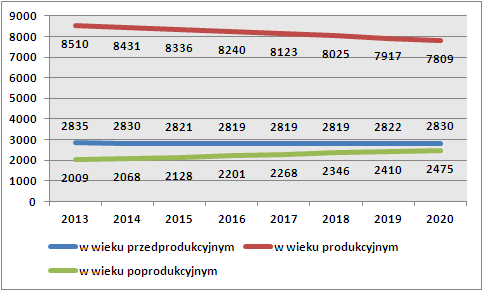 9000
8000
7000
6000
5000
4000
3000
2000
1000
0
8510 8431 8336 8240 8123 8025 7917 7809
2835 2830 2821 2819 2819 2819 2822 2830
2009 2068 2128 2201 2268 2346 2410 2475
2013 2014 2015 2016 2017 2018 2019 2020
w wieku przedprodukcyjnym w wieku produkcyjnym
w wieku poprodukcyjnym